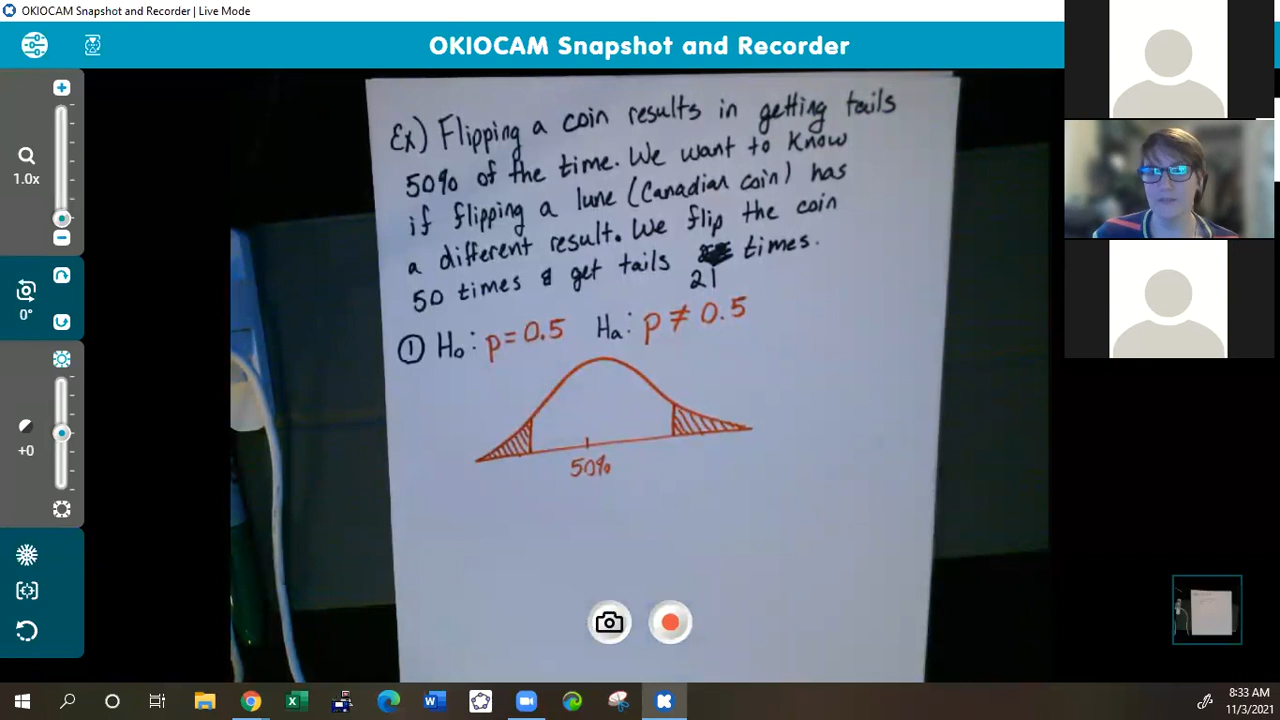 OKIOCAM Snapshot and Recorder | Live Mode
OKIOCAM Snapshot and Recorder
1.0x
0°
+0
Ex) Flipping a coin results in getting tails
50% of the time. We want to know
if flipping a lune (Canadian coin) has
a different result. We flip the coin
50 times & get tails times.
21
① H₀: p = 0.5 Hₐ: p ≠ 0.5
50%
8:33 AM
11/3/2021